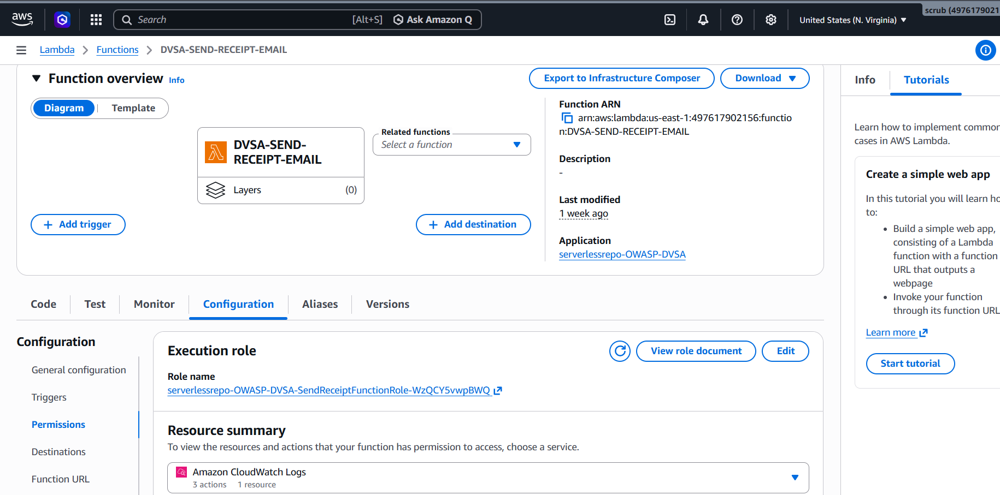 aws
Search
[Alt+S]
Ask Amazon Q
United States (N. Virginia)
scrub (4976179021
Lambda
Functions
DVSA-SEND-RECEIPT-EMAIL
Function overview
Info
Export to Infrastructure Composer
Download
Diagram
Template
DVSA-SEND-
RECEIPT-EMAIL
Layers
(0)
Related functions
Select a function
Add trigger
Add destination
Function ARN
arn:aws:lambda:us-east-1:497617902156:functio
n:DVSA-SEND-RECEIPT-EMAIL
Description
-
Last modified
1 week ago
Application
serverlessrepo-OWASP-DVSA
Code
Test
Monitor
Configuration
Aliases
Versions
Configuration
General configuration
Triggers
Permissions
Destinations
Function URL
Execution role
View role document
Edit
Role name
serverlessrepo-OWASP-DVSA-SendReceiptFunctionRole-WzQCY5vwpBWQ
Resource summary
To view the resources and actions that your function has permission to access, choose a service.
Amazon CloudWatch Logs
3 actions 1 resource
Info
Tutorials
Learn how to implement common
cases in AWS Lambda.
Create a simple web app
In this tutorial you will learn ho
to:
• Build a simple web app,
consisting of a Lambda
function with a function
URL that outputs a
webpage
• Invoke your function
through its function URL
Learn more
Start tutorial